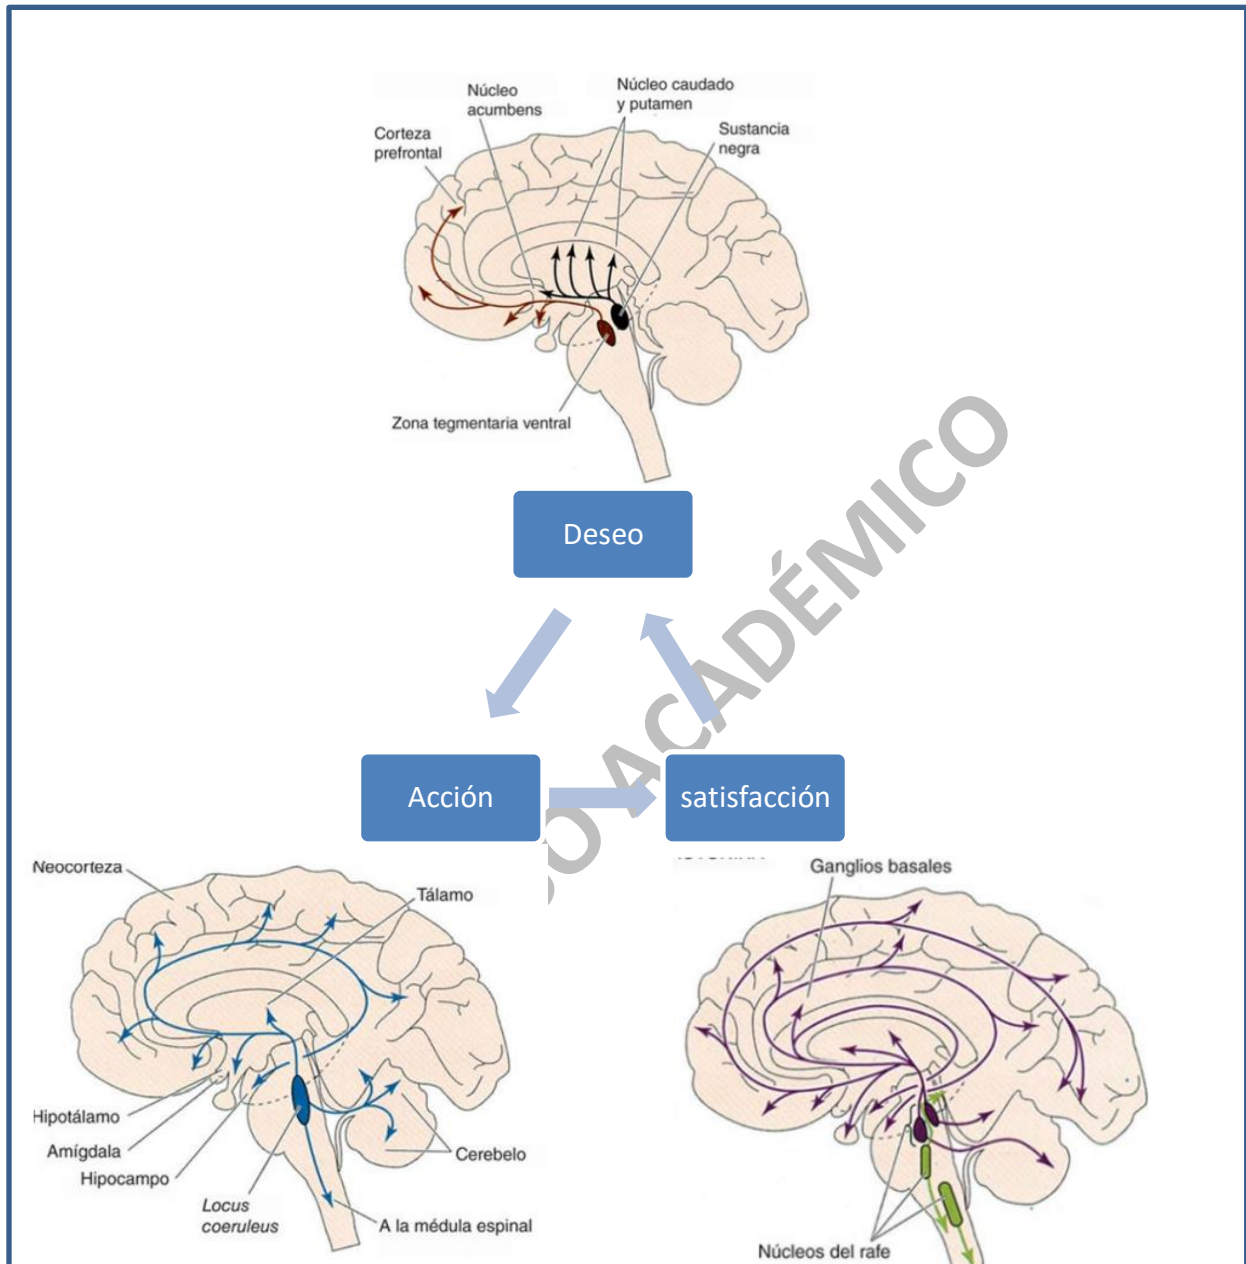 Núcleo
acumbens
Núcleo caudado
y putamen
Corteza
prefrontal
Sustancia
negra
Zona tegmentaria ventral
Deseo
Acción
satisfacción
O ACADÉMICO
Neocorteza
Tálamo
Hipotálamo
Amígdala
Hipocampo
Locus
coeruleus
Cerebelo
A la médula espinal
Ganglios basales
Núcleos del rafe